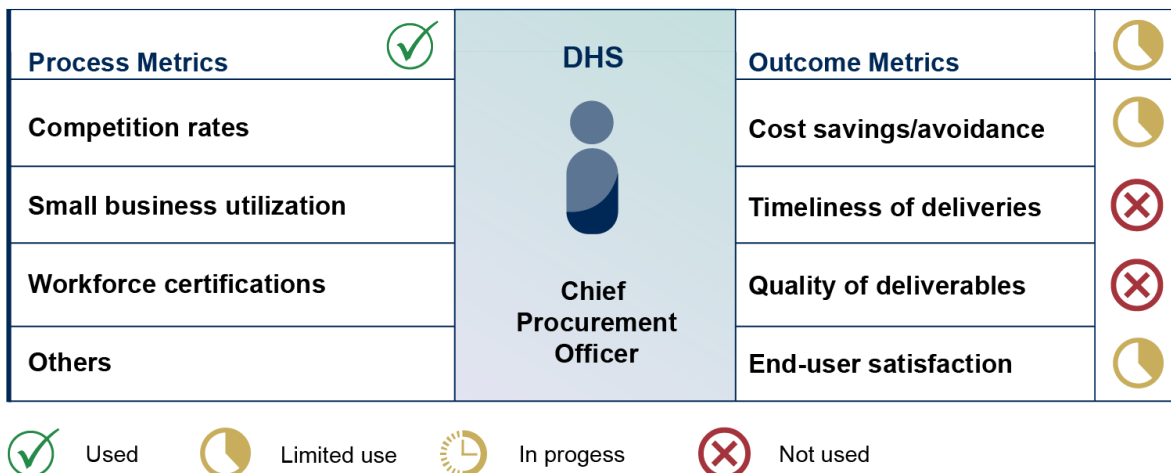 Process Metrics
DHS
Outcome Metrics
Competition rates
Cost savings/avoidance
Small business utilization
Timeliness of deliveries
Workforce certifications
Chief
Procurement
Officer
Quality of deliverables
Others
End-user satisfaction
Used
Limited use
In progess
Not used